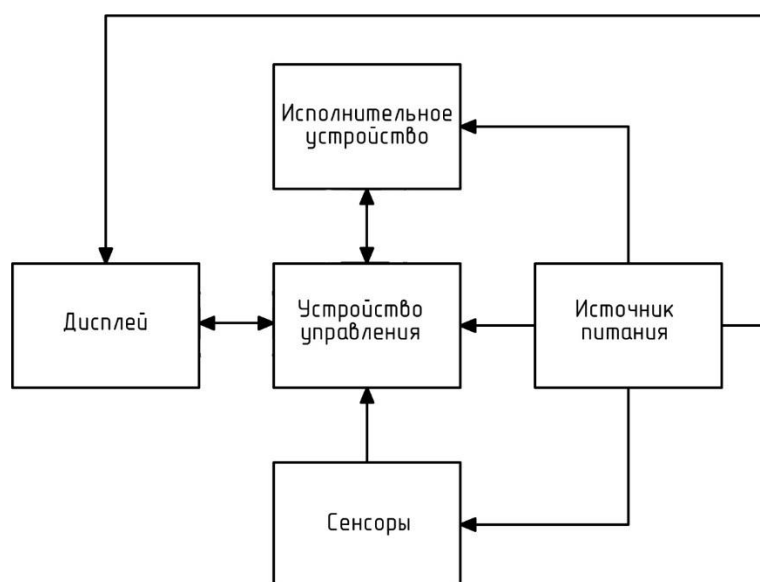 Исполнительное
устройство
Дисплей
Устройство
управления
Источник
питания
Сенсоры